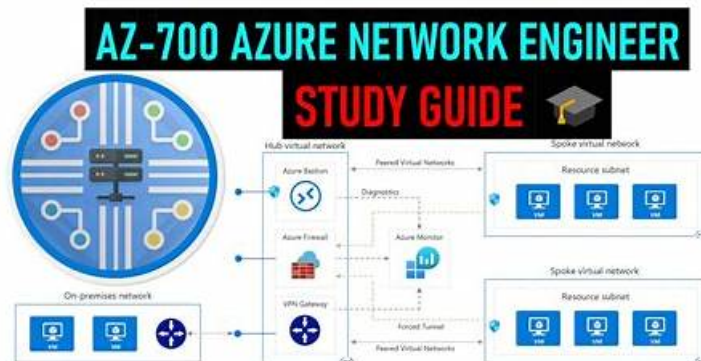 AZ-700 AZURE NETWORK ENGINEER
STUDY GUIDE
Hub virtual network
Spoke virtual network
Azure Bastion
Peered Virtual Networks
Resource subnet
Diagnostics
VM
VM
VM
Azure Firewall
Azure Monitor
Spoke virtual network
On-premises network
Resource subnet
VPN Gateway
VM
VM
VM
VM
VM
Forced Tunnel
Peered Virtual Networks